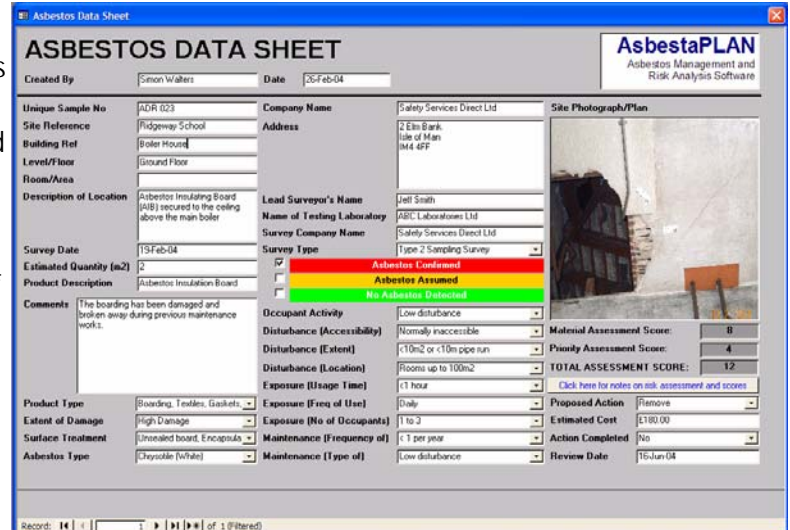 Asbestos Data Sheet
ASBESTOS DATA SHEET
AsbestaPLAN
Asbestos Management and
Risk Analysis Software
Created By Simon Walters Date 26-Feb-04
Unique Sample No ADR 023
Site Reference Ridgeway School
Building Ref Boiler House
Level/Floor Ground Floor
Room/Area
Description of Location Asbestos Insulating Board
(AIB) secured to the ceiling
above the main boiler
Survey Date 19-Feb-04
Estimated Quantity (m2) 2
Product Description Asbestos Insulation Board
Comments The boarding has been damaged and
broken away during previous maintenance
works.
Product Type Boarding, Textiles, Gaskets,
Extent of Damage High Damage
Surface Treatment Unsealed board, Encapsula
Asbestos Type Chrysotile (White)
Company Name Safety Services Direct Ltd
Address 2 Elm Bank
Isle of Man
IM4 4FF
Lead Surveyor's Name Jeff Smith
Name of Testing Laboratory ABC Laboratories Ltd
Survey Company Name Safety Services Direct Ltd
Survey Type Type 2 Sampling Survey
Asbestos Confirmed
Asbestos Assumed
No Asbestos Detected
Occupant Activity Low disturbance
Disturbance (Accessibility) Normally inaccessible
Disturbance (Extent) <10m2 or <10m pipe run
Disturbance (Location) Rooms up to 100m2
Exposure (Usage Time) <1 hour
Exposure (Freq of Use) Daily
Exposure (No of Occupants) 1 to 3
Maintenance (Frequency of) < 1 per year
Maintenance (Type of) Low disturbance
Site Photograph/Plan
Material Assessment Score: 8
Priority Assessment Score: 4
TOTAL ASSESSMENT SCORE: 12
Click here for notes on risk assessment and scores
Proposed Action Remove
Estimated Cost £180.00
Action Completed No
Review Date 16-Jun-04
Record: 1 of 1 (Filtered)